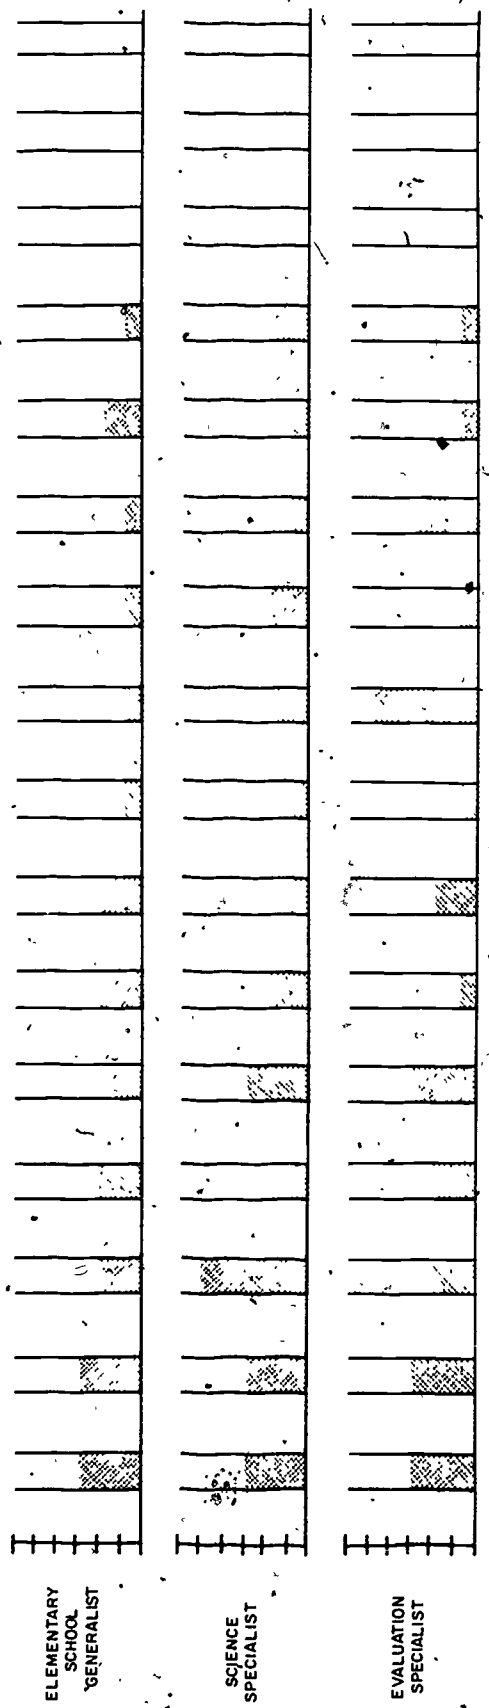 ELEMENTARY
SCHOOL
GENERALIST
SCIENCE
SPECIALIST
EVALUATION
SPECIALIST